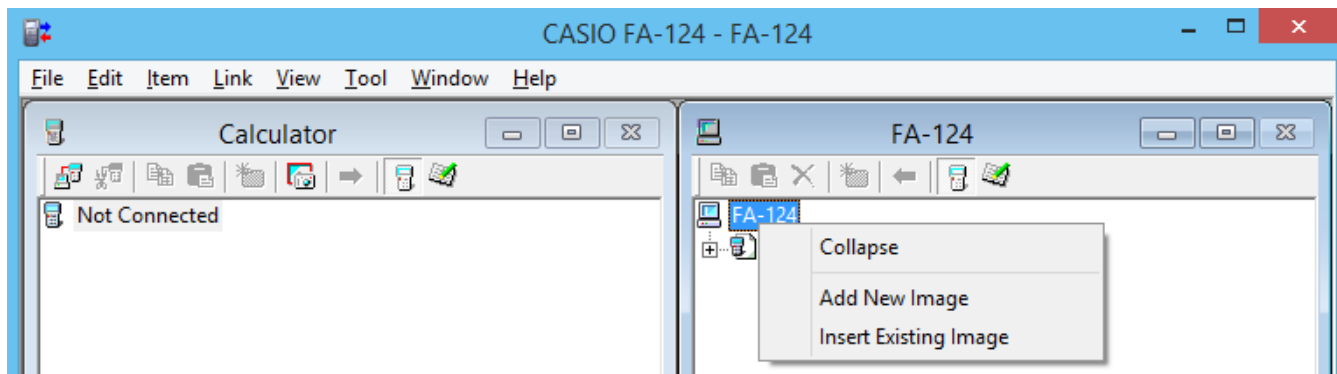 CASIO FA-124 - FA-124
File Edit Item Link View Tool Window Help
Calculator
FA-124
Not Connected
FA-124
Collapse
Add New Image
Insert Existing Image